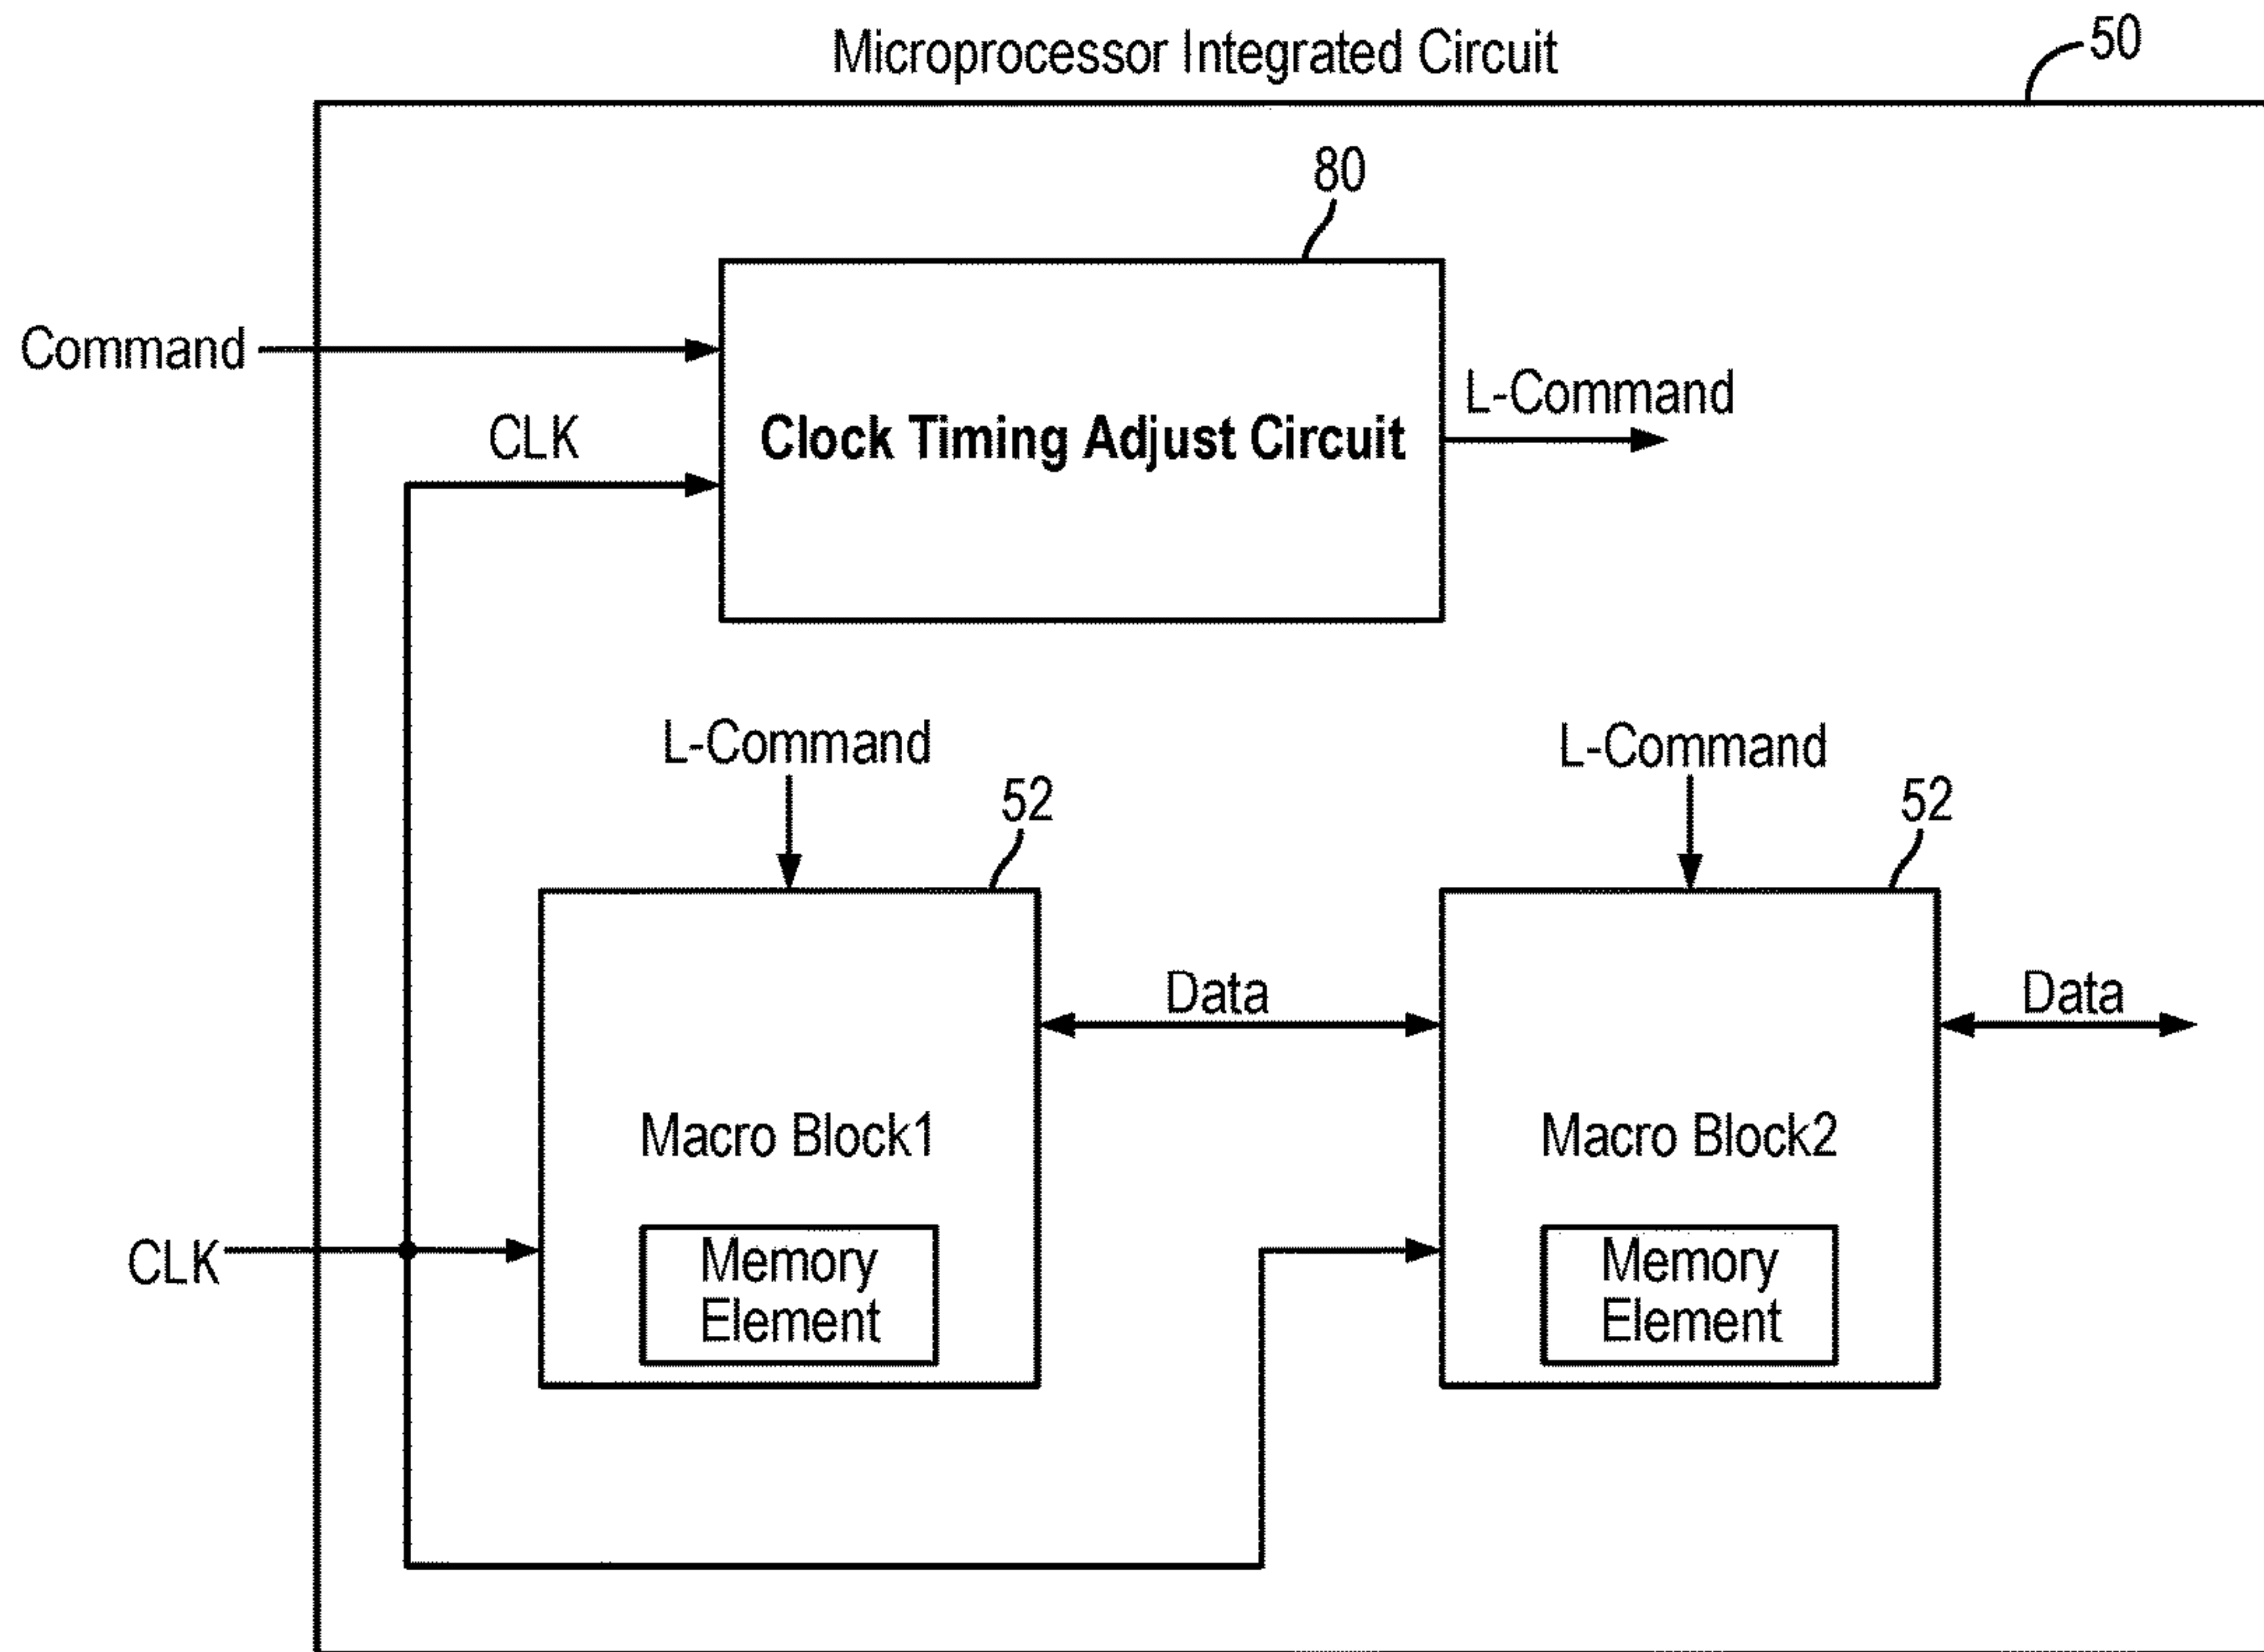 Microprocessor Integrated Circuit
50
80
Command
CLK
Clock Timing Adjust Circuit
L-Command
L-Command
L-Command
52
52
Data
Data
Macro Block1
Macro Block2
CLK
Memory
Element
Memory
Element